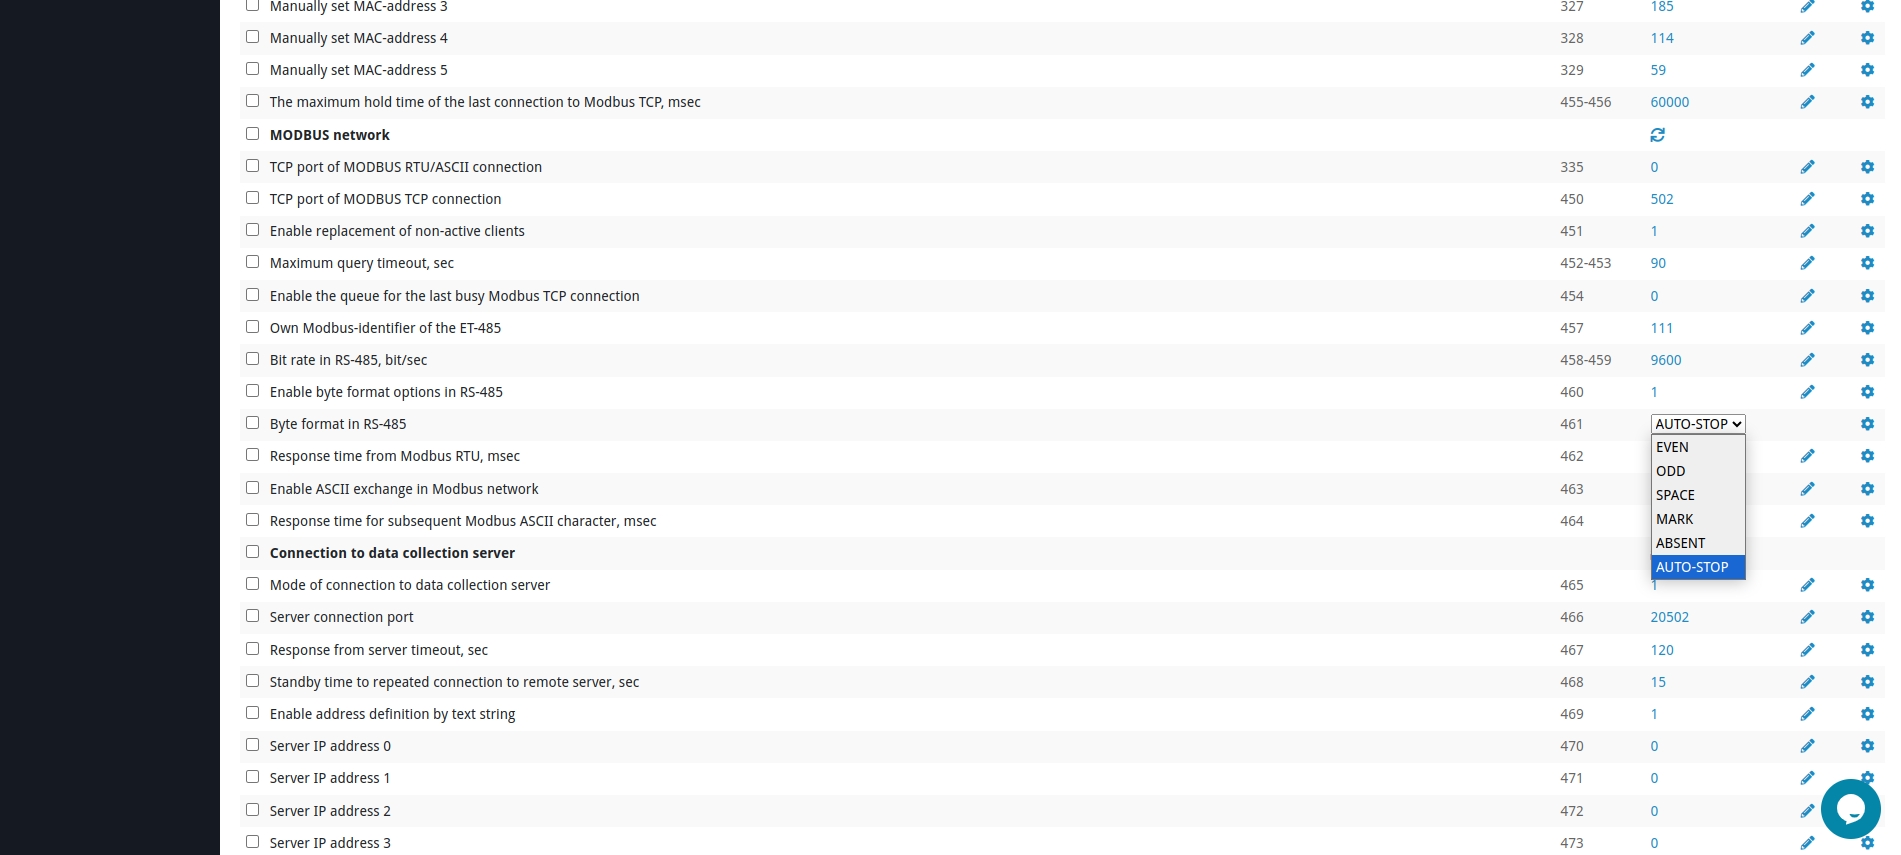 Manually set MAC-address 3 327 185
Manually set MAC-address 4 328 114
Manually set MAC-address 5 329 59
The maximum hold time of the last connection to Modbus TCP, msec 455-456 60000
MODBUS network
TCP port of MODBUS RTU/ASCII connection 335 0
TCP port of MODBUS TCP connection 450 502
Enable replacement of non-active clients 451 1
Maximum query timeout, sec 452-453 90
Enable the queue for the last busy Modbus TCP connection 454 0
Own Modbus-identifier of the ET-485 457 111
Bit rate in RS-485, bit/sec 458-459 9600
Enable byte format options in RS-485 460 1
Byte format in RS-485 461 AUTO-STOP
EVEN
Response time from Modbus RTU, msec 462
ODD
Enable ASCII exchange in Modbus network 463
SPACE
Response time for subsequent Modbus ASCII character, msec 464
MARK
ABSENT
Connection to data collection server
AUTO-STOP
Mode of connection to data collection server 465 1
Server connection port 466 20502
Response from server timeout, sec 467 120
Standby time to repeated connection to remote server, sec 468 15
Enable address definition by text string 469 1
Server IP address 0 470 0
Server IP address 1 471 0
Server IP address 2 472 0
Server IP address 3 473 0